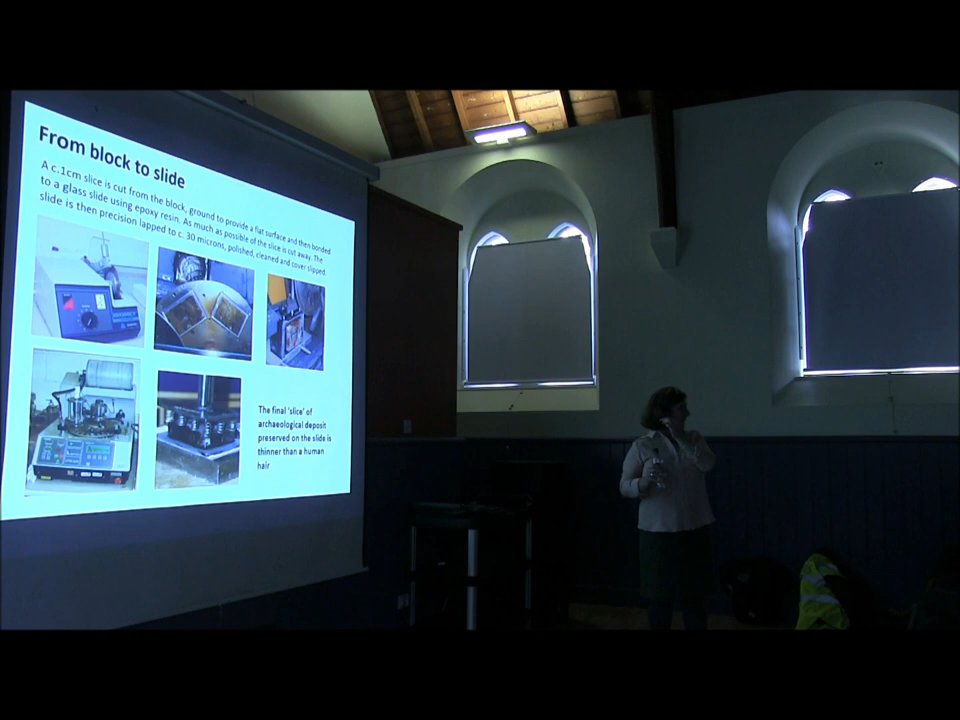 From block to slide
A c.1cm slice is cut from the block, ground to provide a flat surface and then bonded
to a glass slide using epoxy resin. As much as possible of the slice is cut away. The
slide is then precision lapped to c. 30 microns, polished, cleaned and cover slipped.
The final 'slice' of
archaeological deposit
preserved on the slide is
thinner than a human
hair